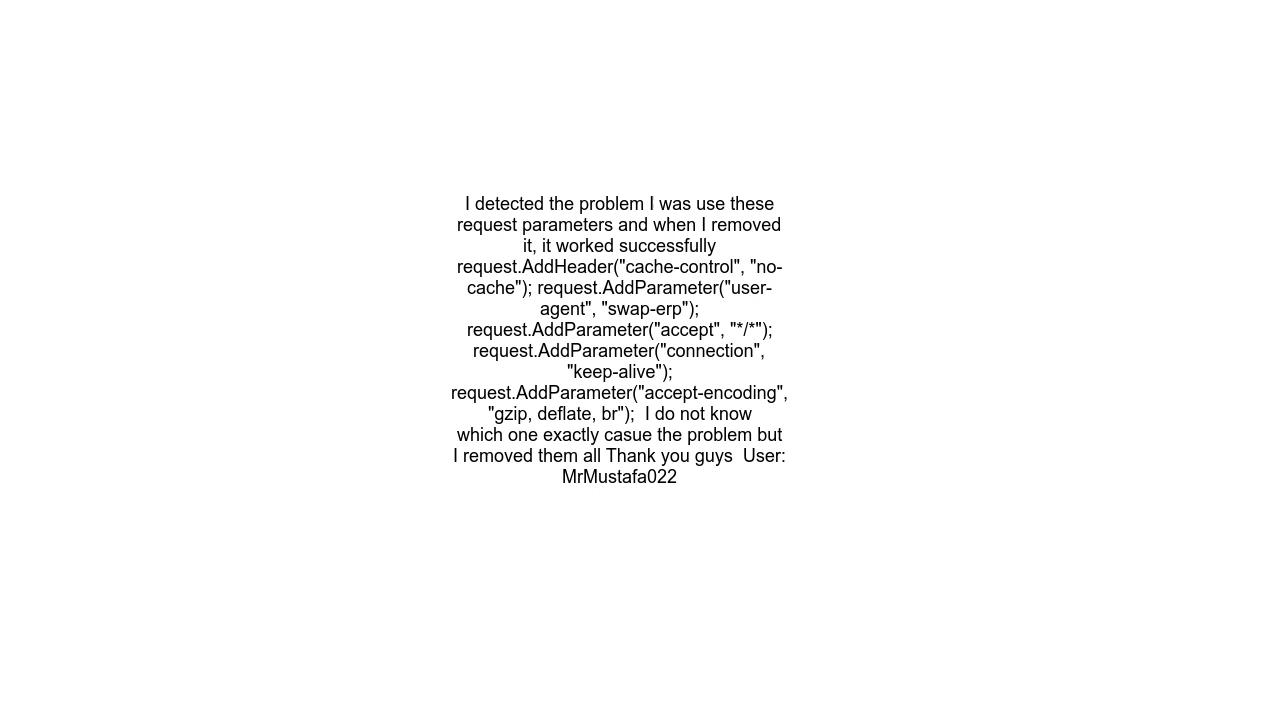 I detected the problem I was use these
request parameters and when I removed
it, it worked successfully
request.AddHeader("cache-control", "no-
cache"); request.AddParameter("user-
agent", "swap-erp");
request.AddParameter("accept", "*/*");
request.AddParameter("connection",
"keep-alive");
request.AddParameter("accept-encoding",
"gzip, deflate, br");  I do not know
which one exactly casue the problem but
I removed them all Thank you guys  User:
MrMustafa022